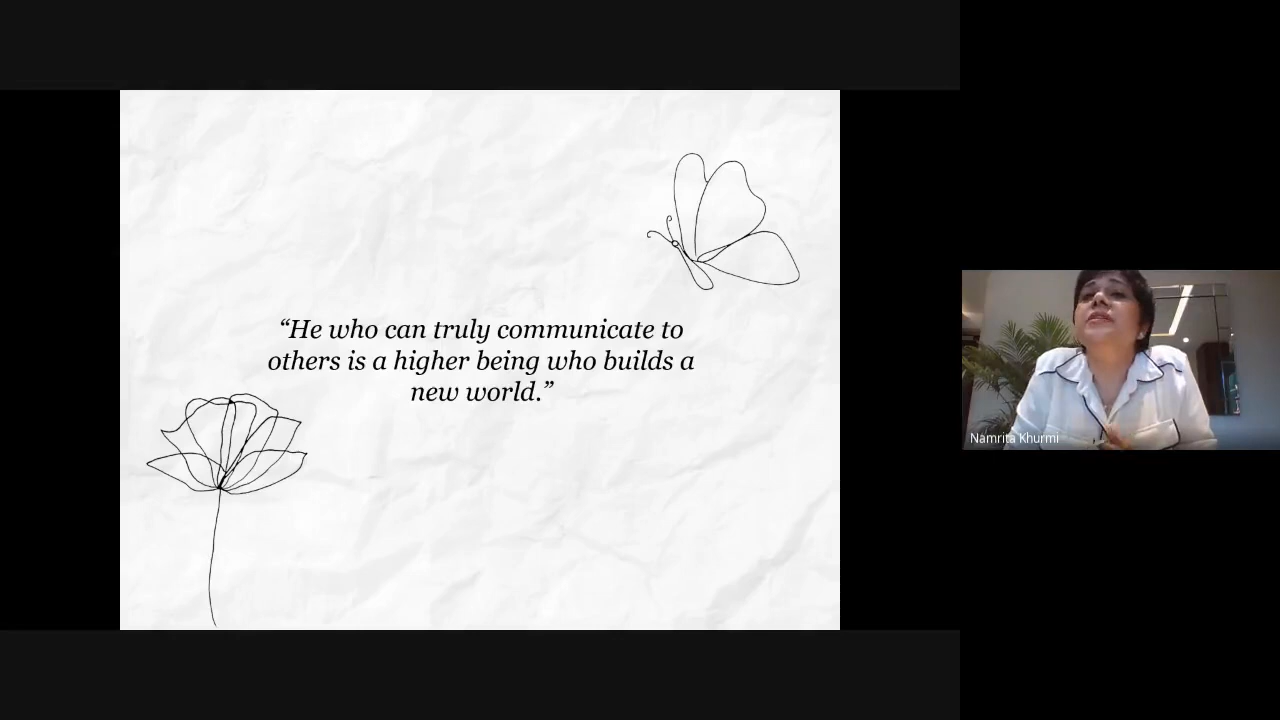 “He who can truly communicate to
others is a higher being who builds a
new world.”
Namrita Khurmi